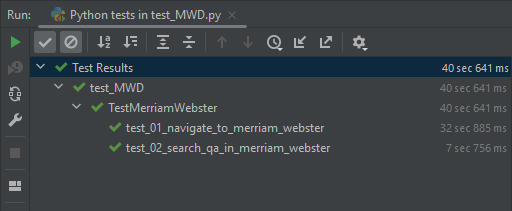 Run: Python tests in test_MWD.py
Test Results 40 sec 641 ms
test_MWD 40 sec 641 ms
TestMerriamWebster 40 sec 641 ms
test_01_navigate_to_merriam_webster 32 sec 885 ms
test_02_search_qa_in_merriam_webster 7 sec 756 ms